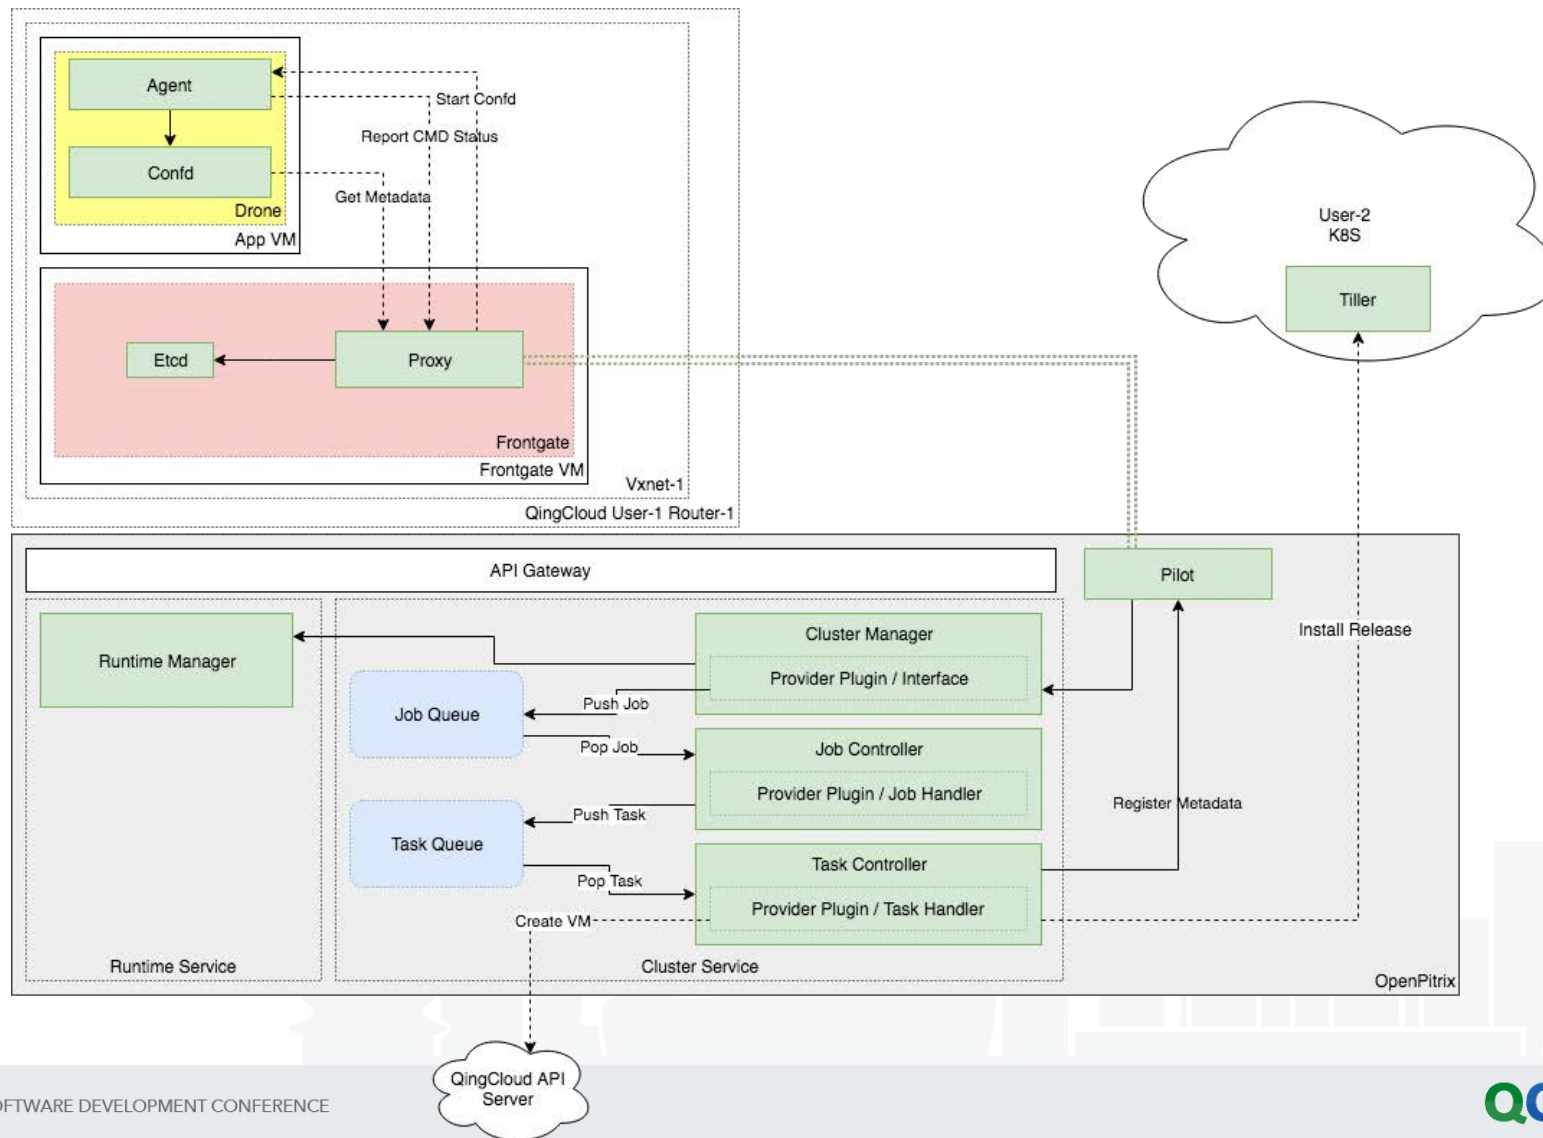 Agent
Start Confd
Report CMD Status
Confd
Get Metadata
Drone
App VM
User-2
K8S
Tiller
Etcd
Proxy
Frontgate
Frontgate VM
Vxnet-1
QingCloud User-1 Router-1
API Gateway
Pilot
Install Release
Cluster Manager
Runtime Manager
Provider Plugin / Interface
Push Job
Job Queue
Pop Job
Job Controller
Provider Plugin / Job Handler
Register Metadata
Push Task
Task Queue
Pop Task
Task Controller
Provider Plugin / Task Handler
Create VM
Runtime Service
Cluster Service
OpenPitrix
QingCloud API
Server
OFTWARE DEVELOPMENT CONFERENCE